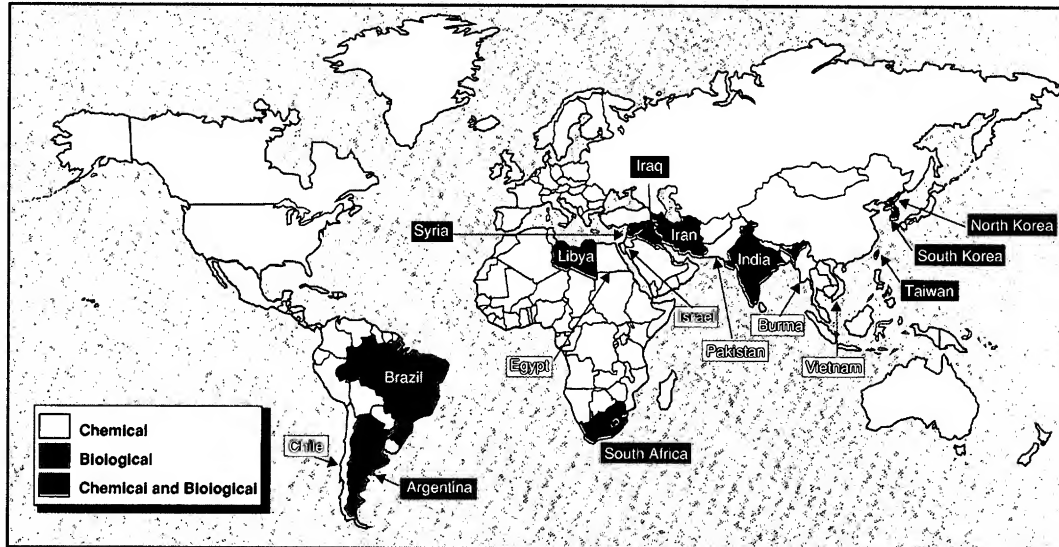 Iraq
Syria
Iran
North Korea
Libya
India
South Korea
Taiwan
Israel
Burma
Pakistan
Egypt
Vietnam
Brazil
Chemical
Biological
Chemical and Biological
Chile
South Africa
Argentina